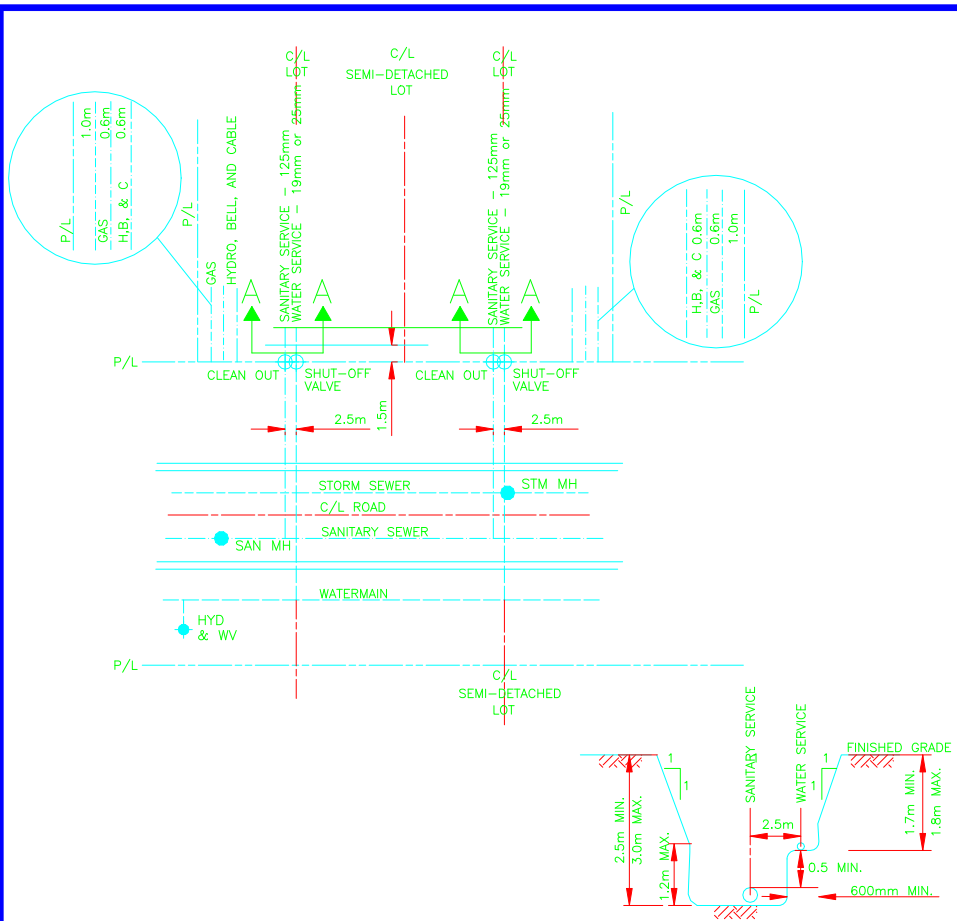 C/L
LOT
C/L
SEMI-DETACHED
LOT
C/L
LOT
P/L
1.0m
GAS
0.6m
H,B, & C
0.6m
P/L
GAS
HYDRO, BELL, AND CABLE
SANITARY SERVICE - 125mm
WATER SERVICE - 19mm or 25mm
SANITARY SERVICE - 125mm
WATER SERVICE - 19mm or 25mm
P/L
H,B, & C 0.6m
GAS 0.6m
1.0m
P/L
A
A
A
A
P/L
CLEAN OUT
SHUT-OFF
VALVE
CLEAN OUT
SHUT-OFF
VALVE
2.5m
1.5m
2.5m
STORM SEWER
STM MH
C/L ROAD
SANITARY SEWER
SAN MH
WATERMAIN
HYD
& WV
P/L
C/L
SEMI-DETACHED
LOT
SANITARY SERVICE
WATER SERVICE
FINISHED GRADE
1
1
1
1
2.5m MIN.
3.0m MAX.
1.2m MAX.
2.5m
1.7m MIN.
1.8m MAX.
0.5 MIN.
600mm MIN.